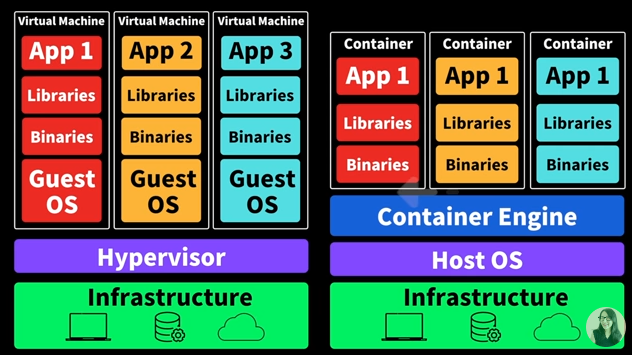 Virtual Machine
App 1
Libraries
Binaries
Guest
OS
Virtual Machine
App 2
Libraries
Binaries
Guest
OS
Virtual Machine
App 3
Libraries
Binaries
Guest
OS
Hypervisor
Infrastructure
Container
App 1
Libraries
Binaries
Container
App 1
Libraries
Binaries
Container
App 1
Libraries
Binaries
Container Engine
Host OS
Infrastructure